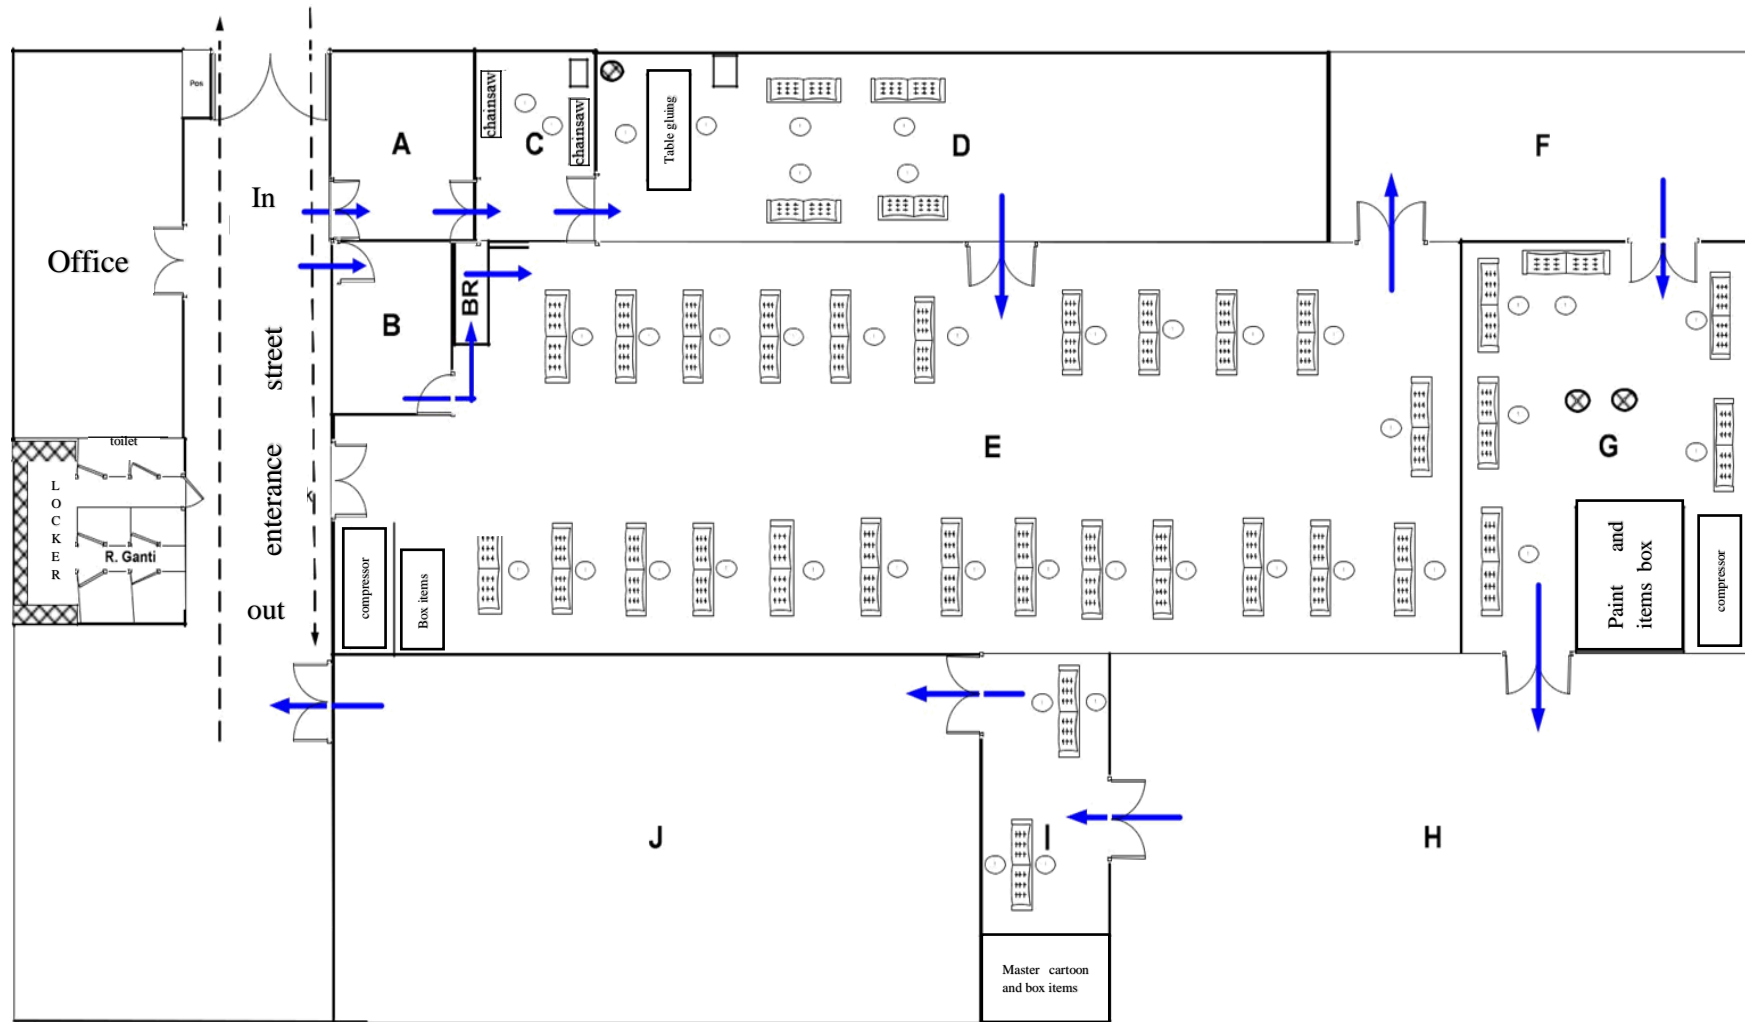 Pos
In
Office
street
enterance
out
toilet
LOCKER
R. Ganti
A
chainsaw
C
chainsaw
Table gluing
D
F
B
BR
E
G
compressor
Box items
Paint and
items box
compressor
J
I
H
Master cartoon
and box items